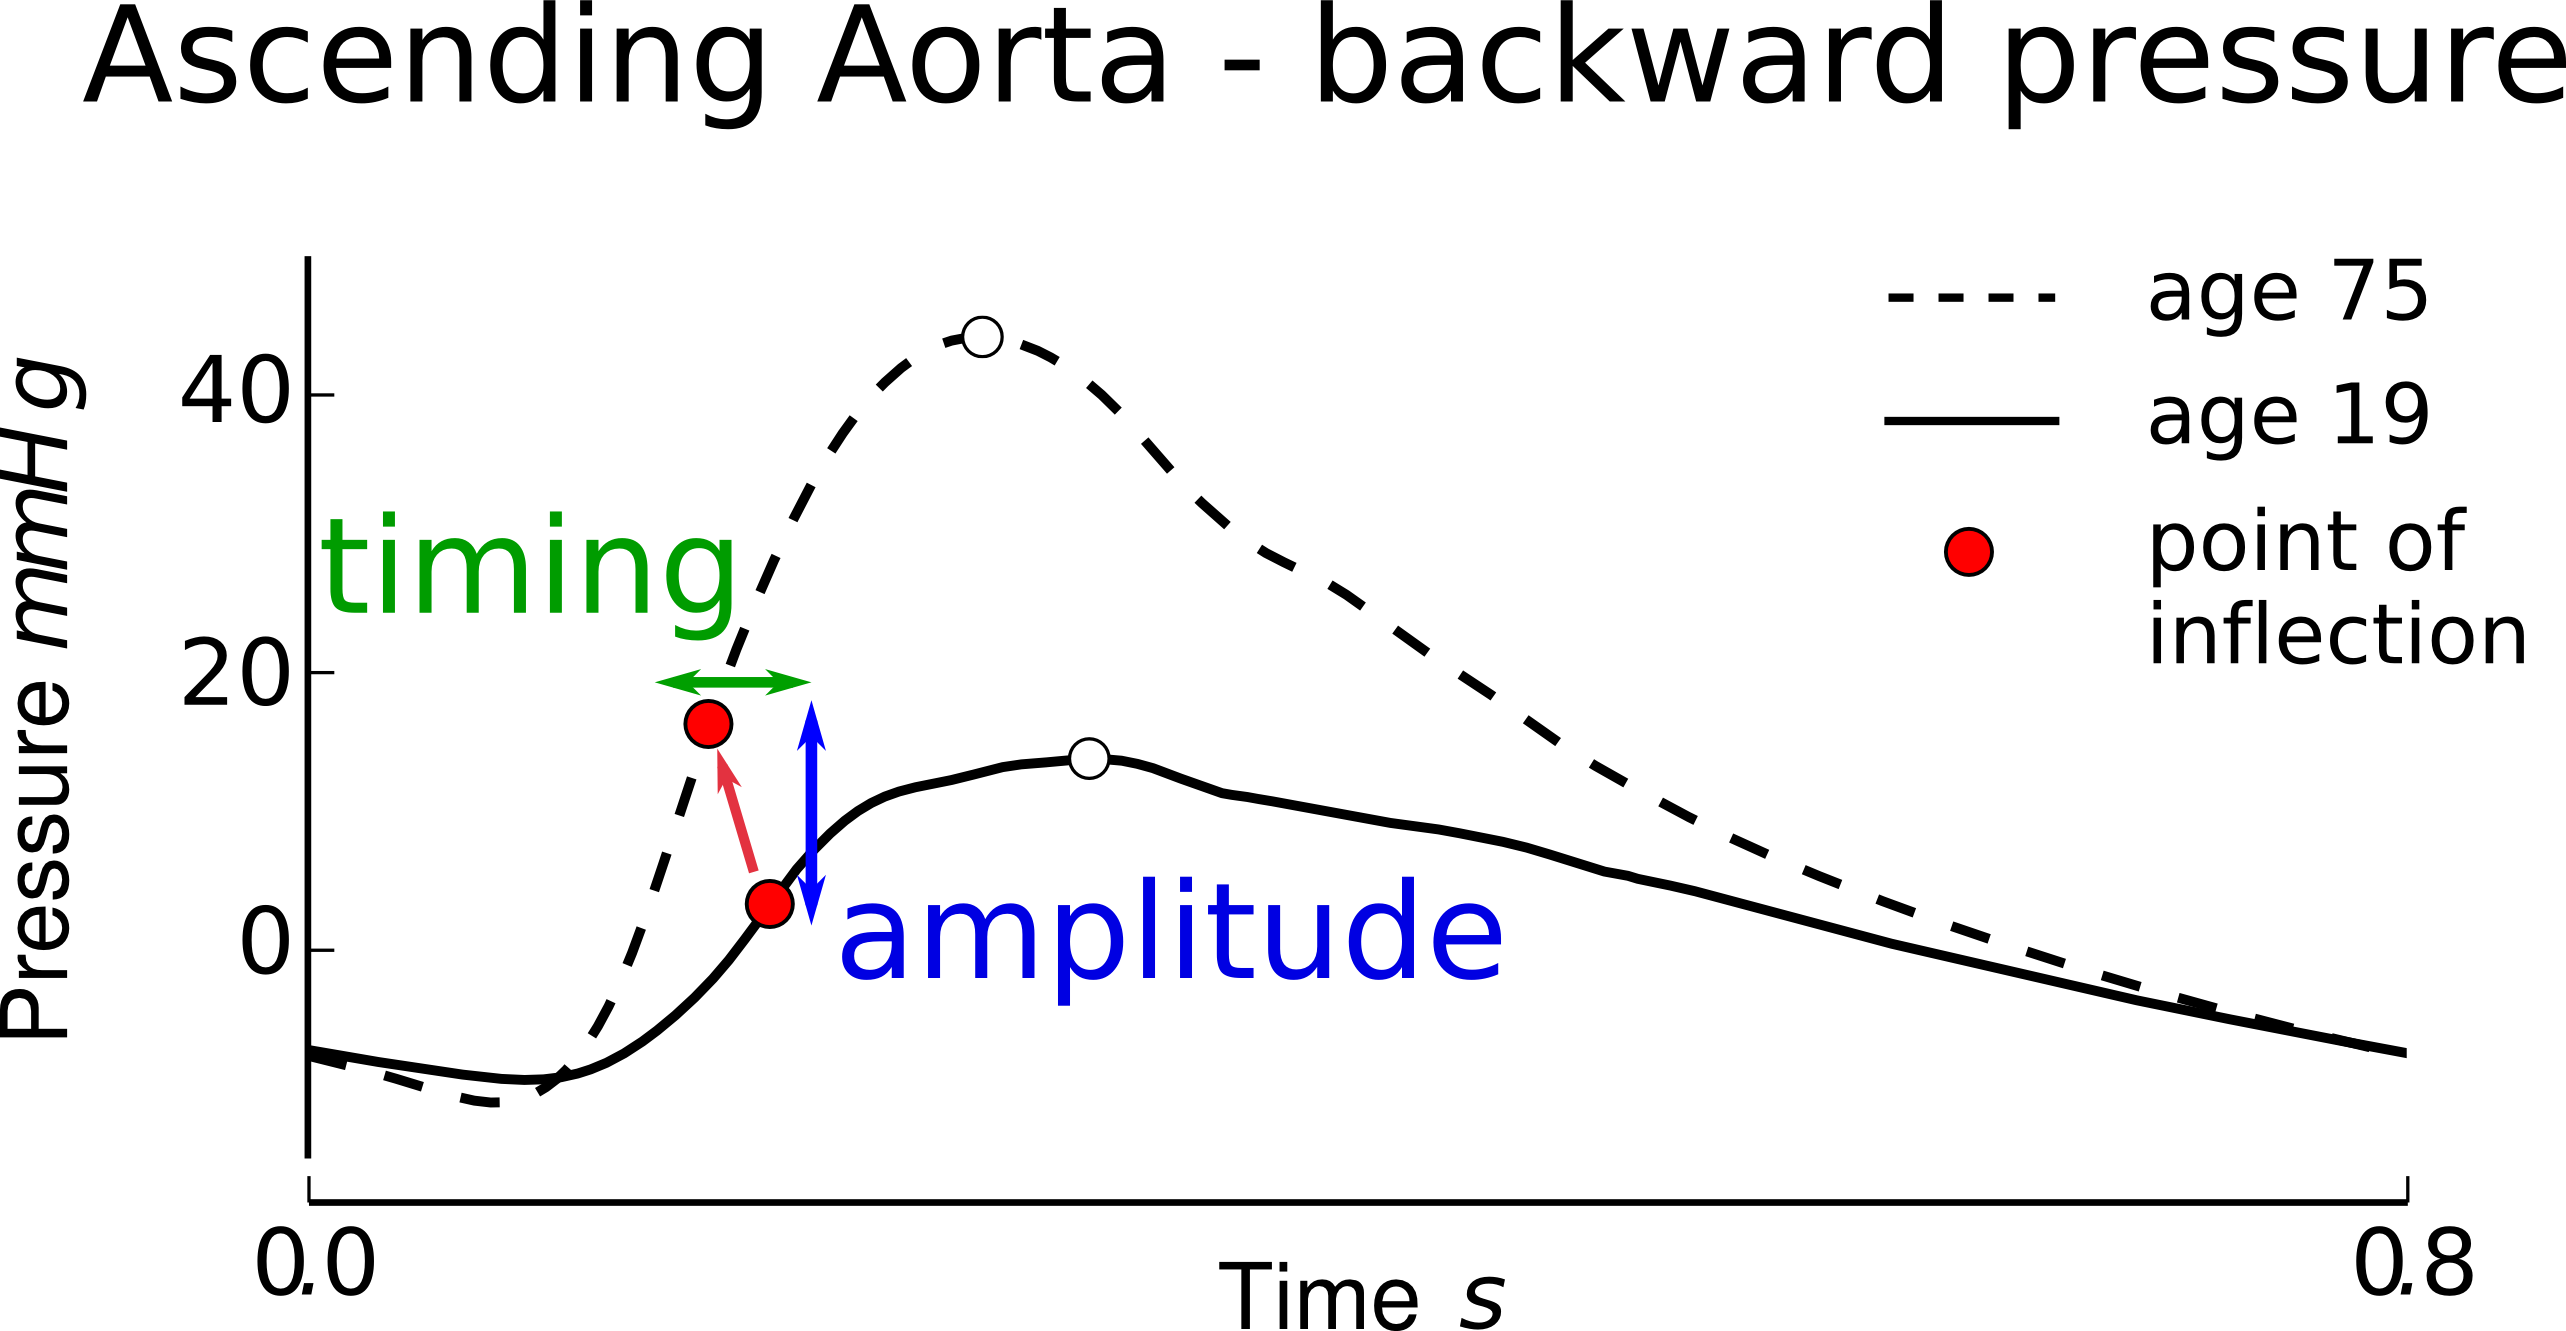 Ascending Aorta - backward pressure
age 75
age 19
point of
inflection
Pressure mmHg
40
20
0
timing
amplitude
0.0
0.8
Time s